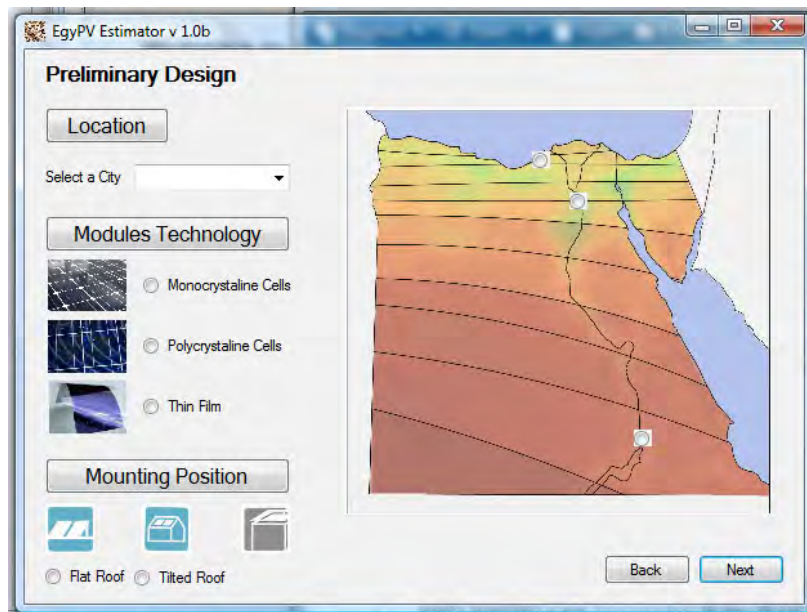 EgyPV Estimator v 1.0b
Preliminary Design
Location
Select a City
Modules Technology
Monocrystaline Cells
Polycrystaline Cells
Thin Film
Mounting Position
Flat Roof
Tilted Roof
Back
Next